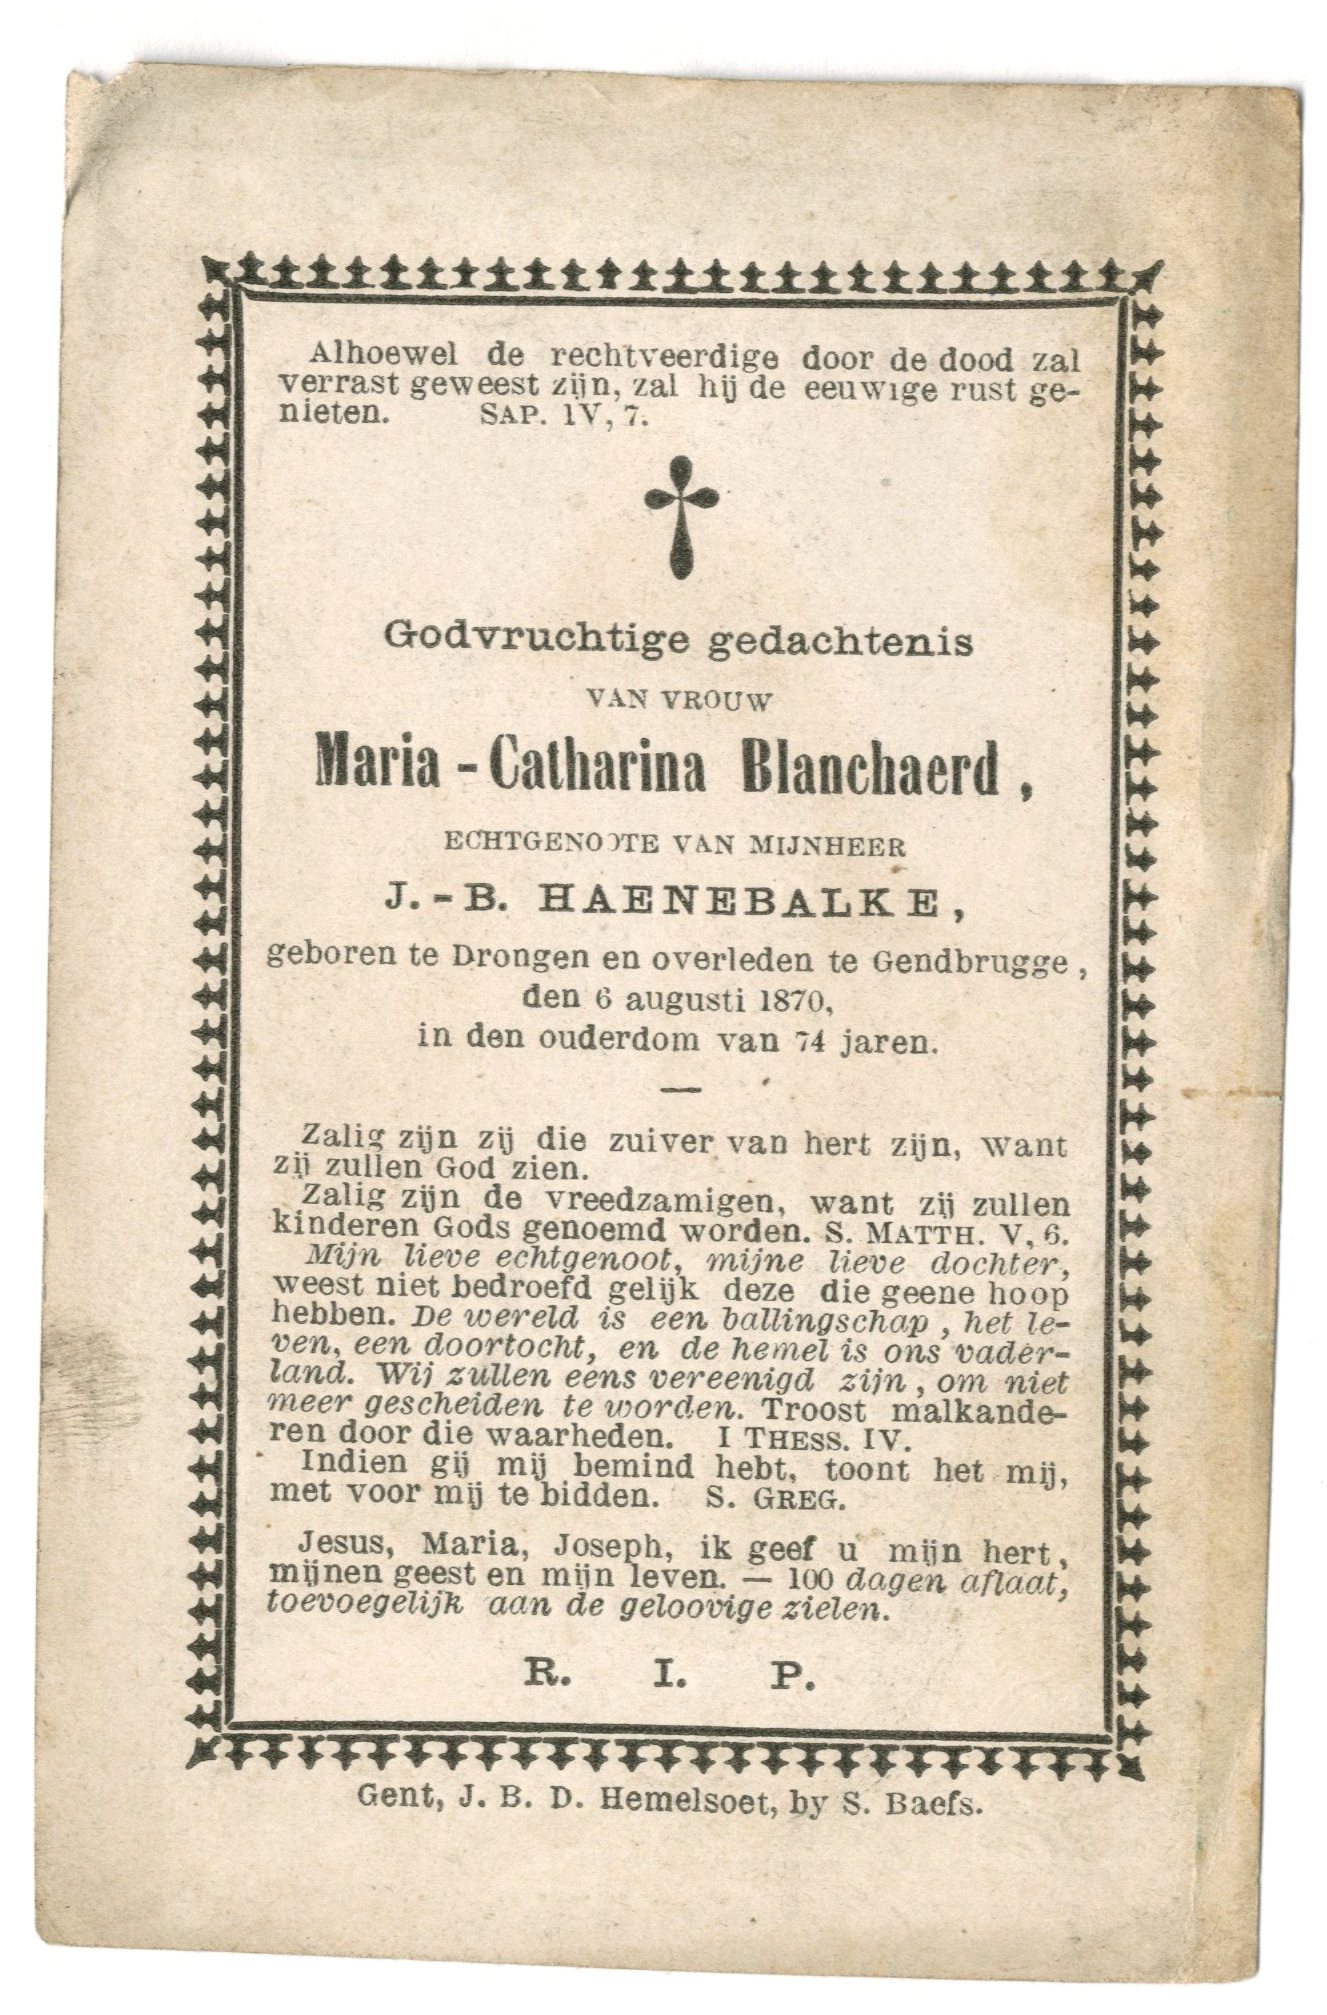 Alhoewel de rechtveerdige door de dood zal
verrast geweest zijn, zal hij de eeuwige rust ge-
nieten. SAP. IV, 7.
Godvruchtige gedachtenis
VAN VROUW
Maria-Catharina Blanchaerd,
ECHTGENOOTE VAN MIJNHEER
J.-B. HAENEBALKE,
geboren te Drongen en overleden te Gendbrugge,
den 6 augusti 1870,
in den ouderdom van 74 jaren.
Zalig zijn zij die zuiver van hert zijn, want
zij zullen God zien.
Zalig zijn de vreedzamigen, want zij zullen
kinderen Gods genoemd worden. S. MATTH. V, 6.
Mijn lieve echtgenoot, mijne lieve dochter,
weest niet bedroefd gelijk deze die geene hoop
hebben. De wereld is een ballingschap, het le-
ven, een doortocht, en de hemel is ons vader-
land. Wij zullen eens vereenigd zijn, om niet
meer gescheiden te worden. Troost malkande-
ren door die waarheden. I THESS. IV.
Indien gij mij bemind hebt, toont het mij,
met voor mij te bidden. S. GREG.
Jesus, Maria, Joseph, ik geef u mijn hert,
mijnen geest en mijn leven. — 100 dagen aflaat,
toevoegelijk aan de geloovige zielen.
R. I. P.
Gent, J. B. D. Hemelsoet, by S. Baefs.